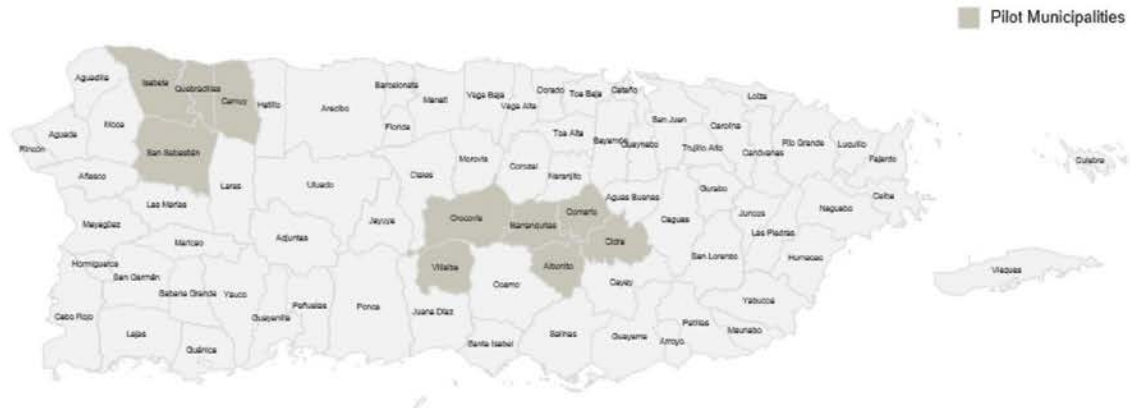 Pilot Municipalities
Aguadilla
Isabela
Quebradillas
Camuy
Hatillo
Arecibo
Barceloneta
Manatí
Vega Baja
Vega Alta
Dorado
Toa Baja
Cataño
Loíza
Aguada
Moca
Florida
Toa Alta
Bayamón
Guaynabo
San Juan
Carolina
Trujillo Alto
Canóvanas
Río Grande
Luquillo
Fajardo
Culebra
Rincón
San Sebastián
Añasco
Lares
Utuado
Ciales
Morovis
Corozal
Naranjito
Aguas Buenas
Gurabo
Ceiba
Las Marías
Mayagüez
Maricao
Adjuntas
Jayuya
Orocovis
Barranquitas
Comerío
Cidra
Caguas
Juncos
Las Piedras
Naguabo
Hormigueros
San Germán
Sabana Grande
Yauco
Villalba
Coamo
Aibonito
Cayey
San Lorenzo
Humacao
Vieques
Cabo Rojo
Lajas
Guánica
Guayanilla
Peñuelas
Ponce
Juana Díaz
Santa Isabel
Salinas
Guayama
Arroyo
Patillas
Maunabo
Yabucoa